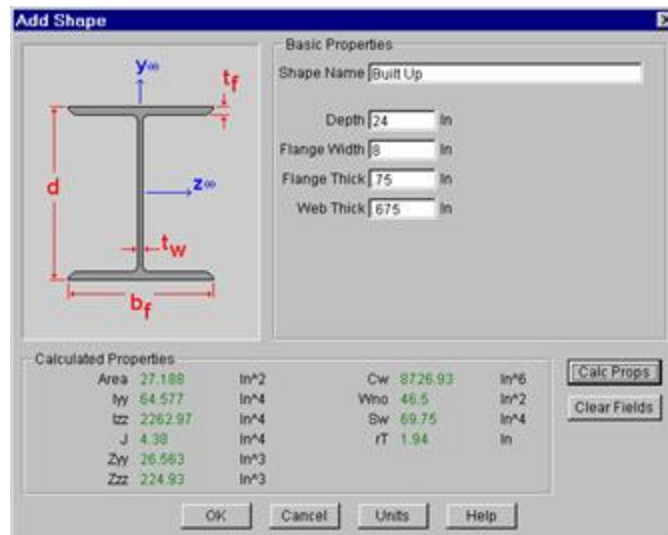 Add Shape
y∞
tf
d
z∞
tw
bf
Basic Properties
Shape Name Built Up
Depth 24 In
Flange Width 8 In
Flange Thick .75 In
Web Thick .675 In
Calculated Properties
Area 27.188 In^2
Iyy 64.577 In^4
Izz 2262.97 In^4
J 4.38 In^4
Zyy 26.563 In^3
Zzz 224.93 In^3
Cw 8726.93 In^6
Wno 46.5 In^2
Sw 69.75 In^4
rT 1.94 In
Calc Props
Clear Fields
OK Cancel Units Help